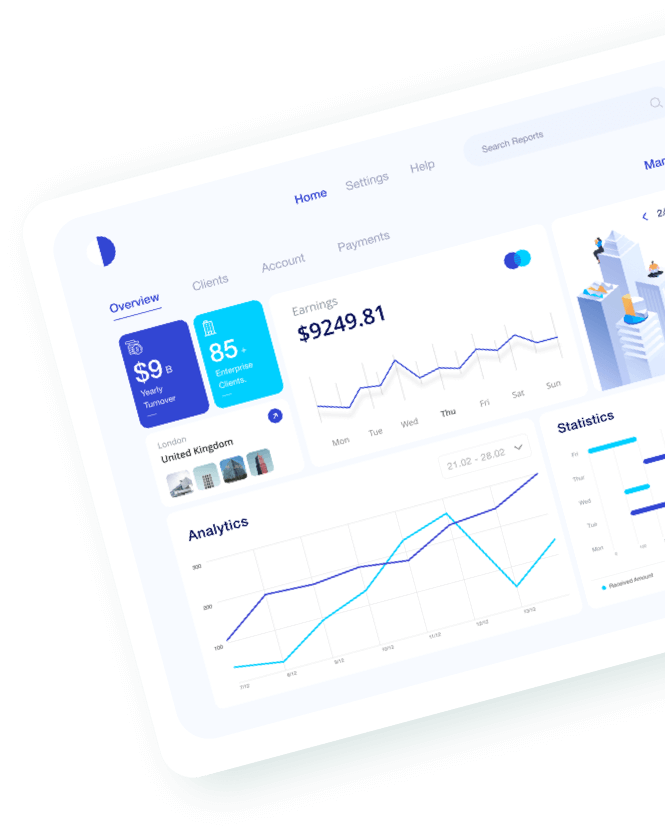 Search Reports
Home
Settings
Help
Mar
Overview
Clients
Account
Payments
$9 B
Yearly
Turnover
85 +
Enterprise
Clients.
Earnings
$9249.81
Mon
Tue
Wed
Thu
Fri
Sat
Sun
2/
London
United Kingdom
Analytics
21.02 - 28.02
300
200
100
7/12
8/12
9/12
10/12
11/12
12/12
13/12
Statistics
Fri
Thur
Wed
Tue
Mon
Received Amount